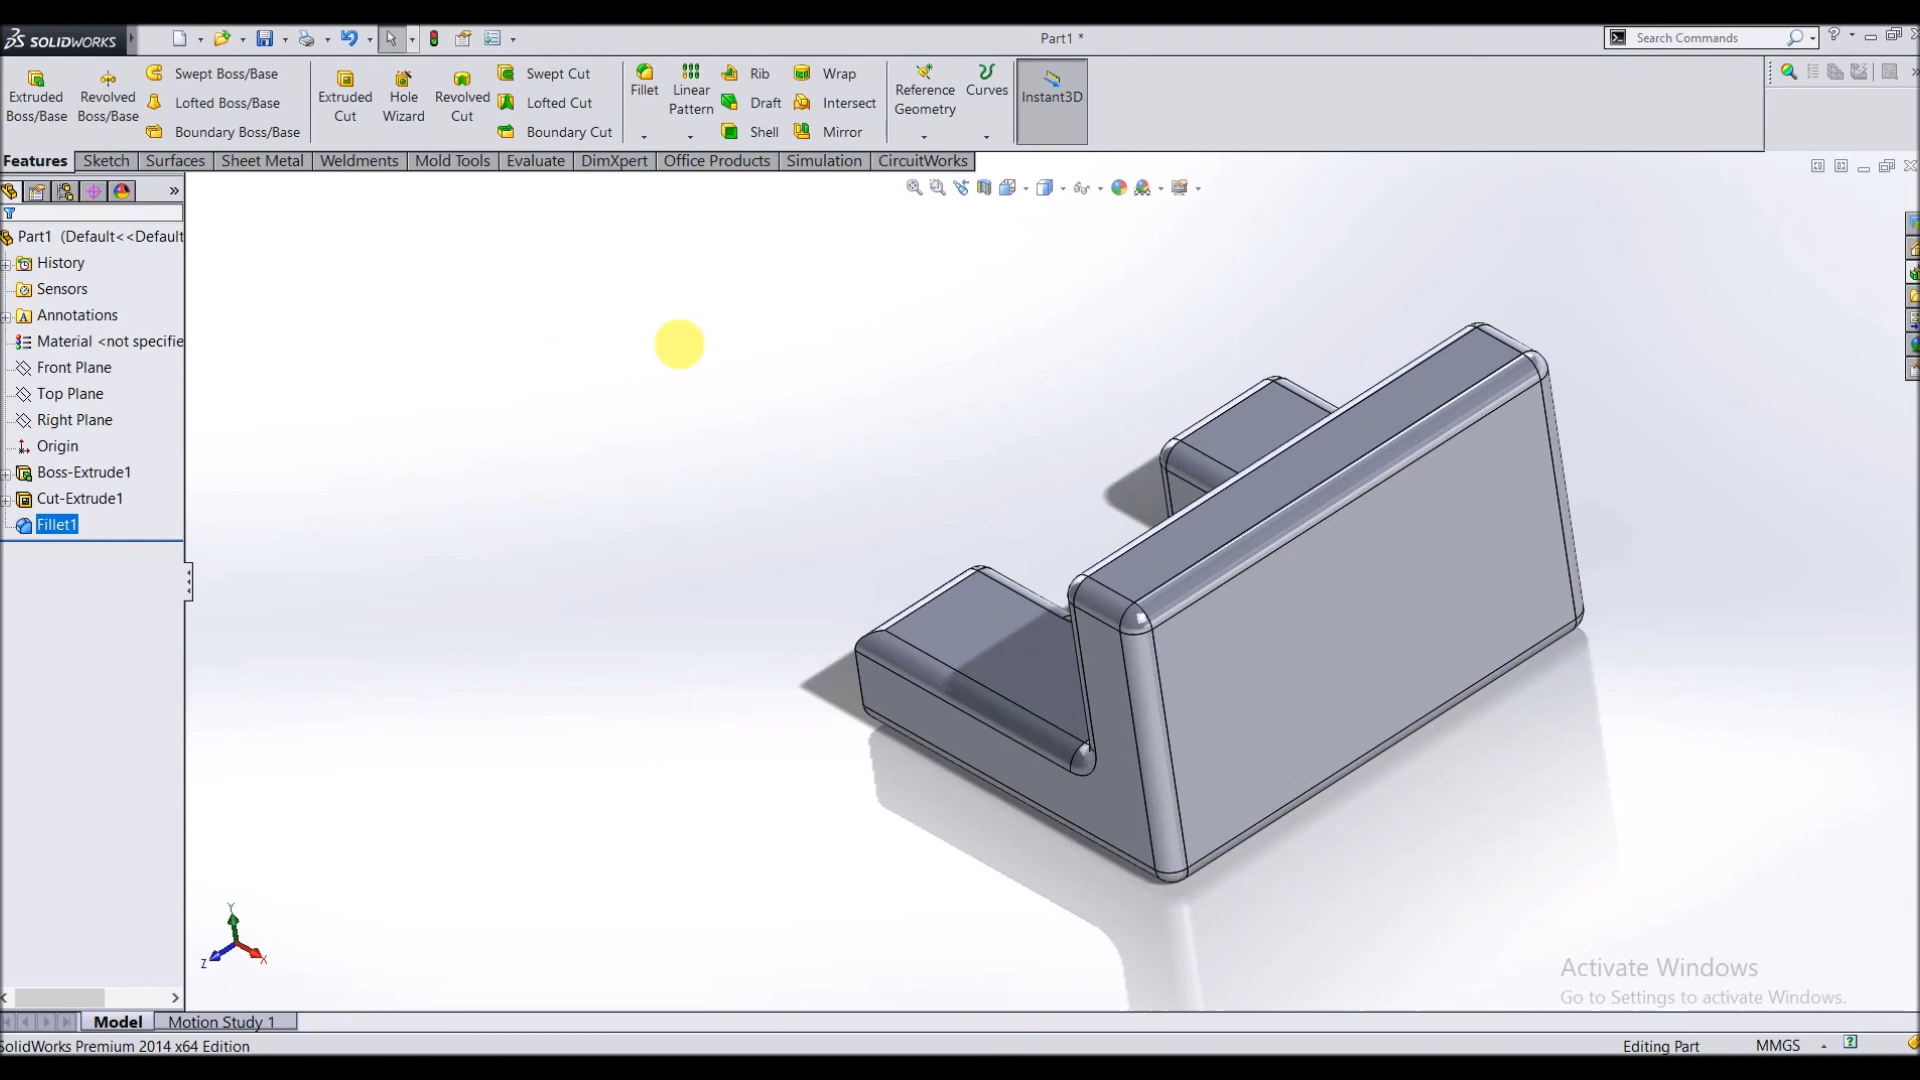 SOLIDWORKS
Part1 *
Search Commands
?
Extruded Boss/Base
Revolved Boss/Base
Swept Boss/Base
Lofted Boss/Base
Boundary Boss/Base
Extruded Cut
Hole Wizard
Revolved Cut
Swept Cut
Lofted Cut
Boundary Cut
Fillet
Linear Pattern
Rib
Draft
Shell
Wrap
Intersect
Mirror
Reference Geometry
Curves
Instant3D
Features
Sketch
Surfaces
Sheet Metal
Weldments
Mold Tools
Evaluate
DimXpert
Office Products
Simulation
CircuitWorks
Part1 (Default<<Default
History
Sensors
Annotations
Material <not specifie
Front Plane
Top Plane
Right Plane
Origin
Boss-Extrude1
Cut-Extrude1
Fillet1
Y
Z
X
Activate Windows
Go to Settings to activate Windows.
Model
Motion Study 1
SolidWorks Premium 2014 x64 Edition
Editing Part
MMGS